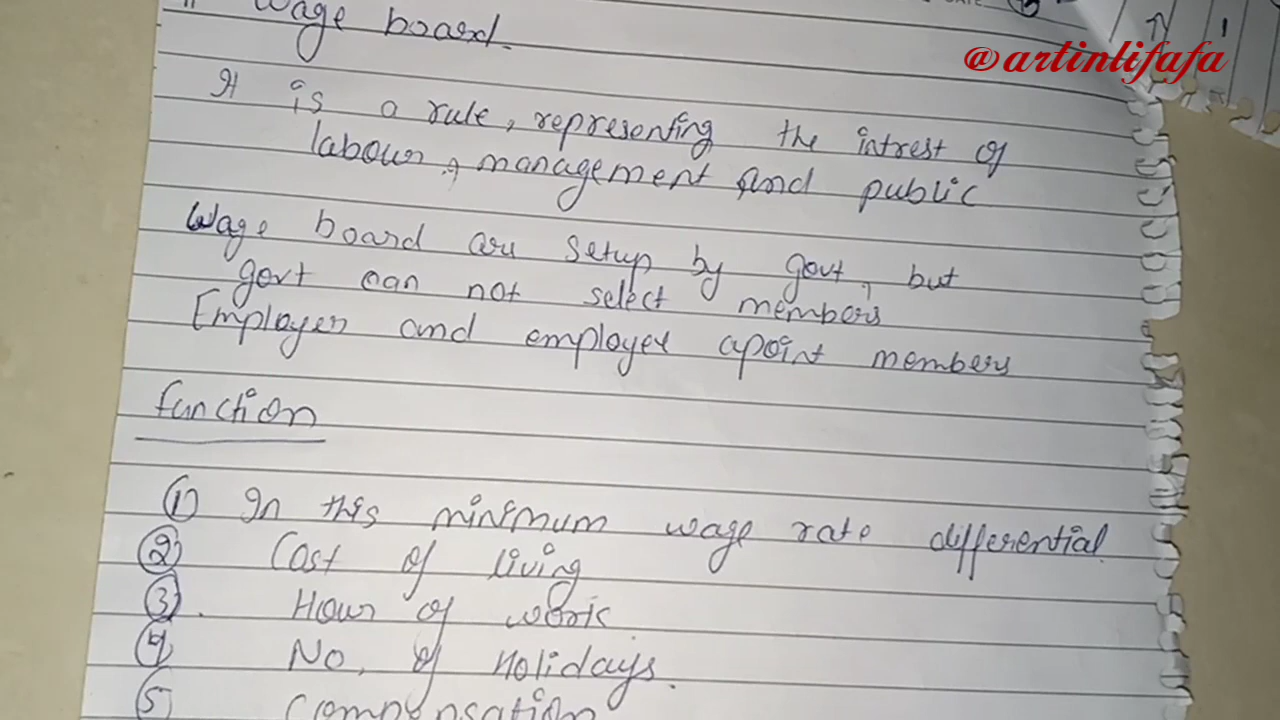 Wage board.
@artinlifafa
It is a rule, representing the intrest of
labour, management and public
Wage board are setup by govt, but
govt can not select members
Employer and employee apoint members
function
① In this minimum wage rate differential
② Cost of living
③. Hour of work
④ No. of Holidays.
⑤ Compensation